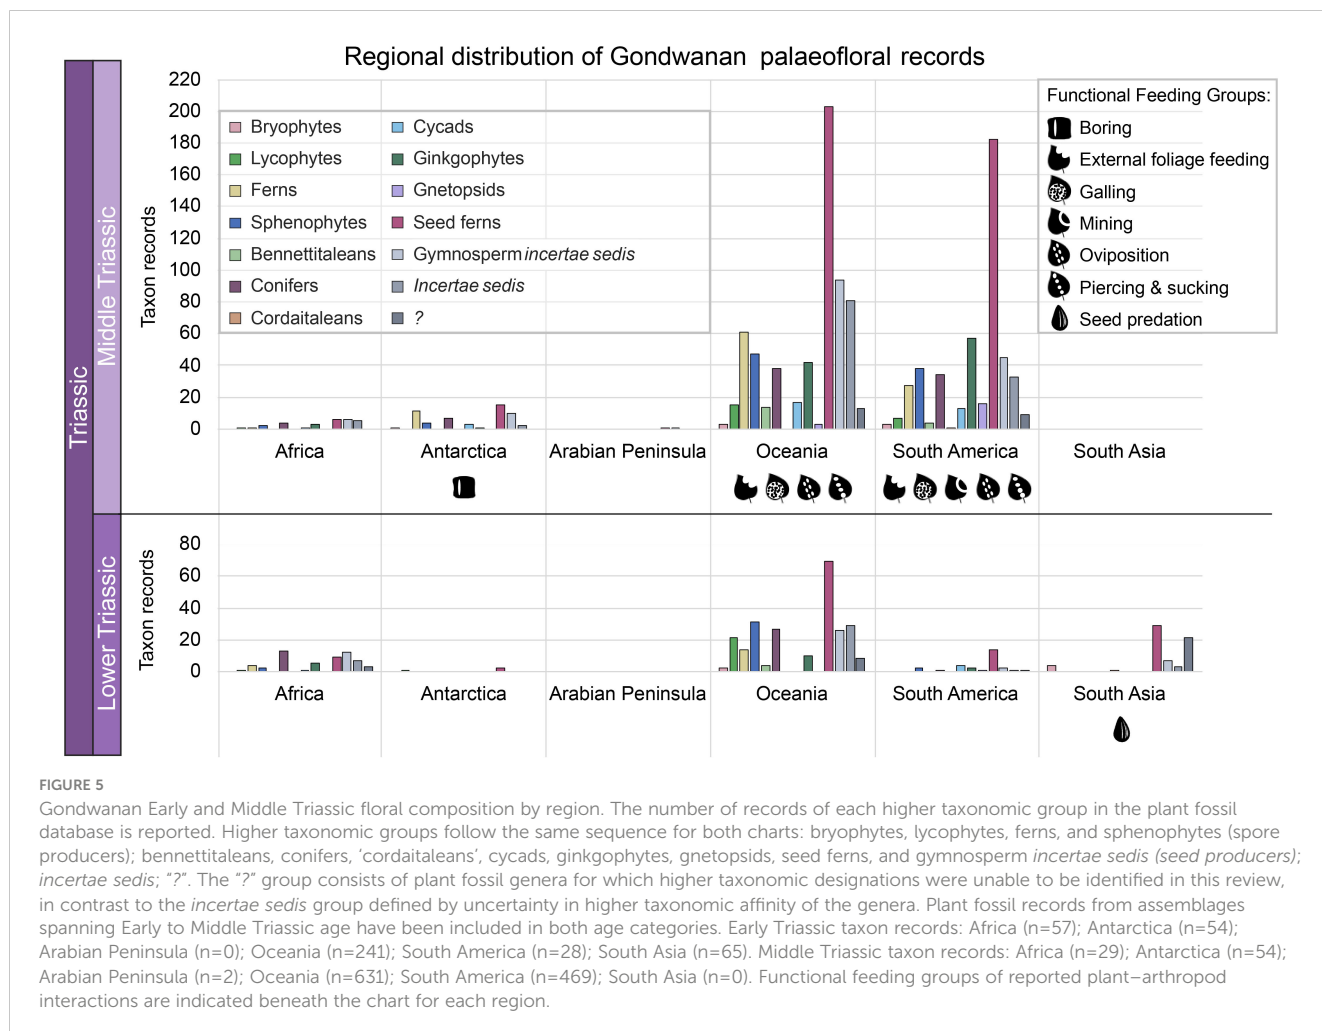 Regional distribution of Gondwanan palaeofloral records
Triassic
Middle Triassic
Taxon records
220
200
180
160
140
120
100
80
60
40
20
0
Bryophytes
Lycophytes
Ferns
Sphenophytes
Bennettitaleans
Conifers
Cordaitaleans
Cycads
Ginkgophytes
Gnetopsids
Seed ferns
Gymnosperm incertae sedis
Incertae sedis
?
Functional Feeding Groups:
Boring
External foliage feeding
Galling
Mining
Oviposition
Piercing & sucking
Seed predation
Africa
Antarctica
Arabian Peninsula
Oceania
South America
South Asia
Lower Triassic
Taxon records
80
60
40
20
0
Africa
Antarctica
Arabian Peninsula
Oceania
South America
South Asia
FIGURE 5
Gondwanan Early and Middle Triassic floral composition by region. The number of records of each higher taxonomic group in the plant fossil
database is reported. Higher taxonomic groups follow the same sequence for both charts: bryophytes, lycophytes, ferns, and sphenophytes (spore
producers); bennettitaleans, conifers, ‘cordaitaleans’, cycads, ginkgophytes, gnetopsids, seed ferns, and gymnosperm incertae sedis (seed producers);
incertae sedis; “?”. The “?” group consists of plant fossil genera for which higher taxonomic designations were unable to be identified in this review,
in contrast to the incertae sedis group defined by uncertainty in higher taxonomic affinity of the genera. Plant fossil records from assemblages
spanning Early to Middle Triassic age have been included in both age categories. Early Triassic taxon records: Africa (n=57); Antarctica (n=54);
Arabian Peninsula (n=0); Oceania (n=241); South America (n=28); South Asia (n=65). Middle Triassic taxon records: Africa (n=29); Antarctica (n=54);
Arabian Peninsula (n=2); Oceania (n=631); South America (n=469); South Asia (n=0). Functional feeding groups of reported plant–arthropod
interactions are indicated beneath the chart for each region.